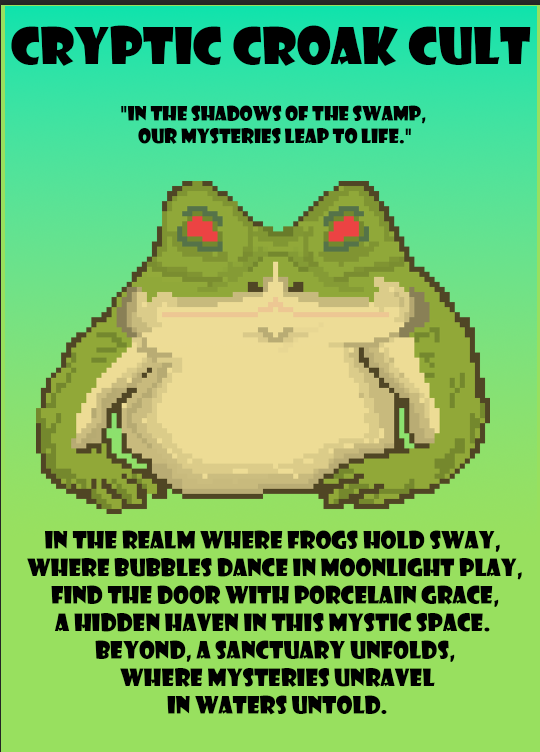 CRYPTIC CROAK CULT
"IN THE SHADOWS OF THE SWAMP,
OUR MYSTERIES LEAP TO LIFE."
IN THE REALM WHERE FROGS HOLD SWAY,
WHERE BUBBLES DANCE IN MOONLIGHT PLAY,
FIND THE DOOR WITH PORCELAIN GRACE,
A HIDDEN HAVEN IN THIS MYSTIC SPACE.
BEYOND, A SANCTUARY UNFOLDS,
WHERE MYSTERIES UNRAVEL
IN WATERS UNTOLD.